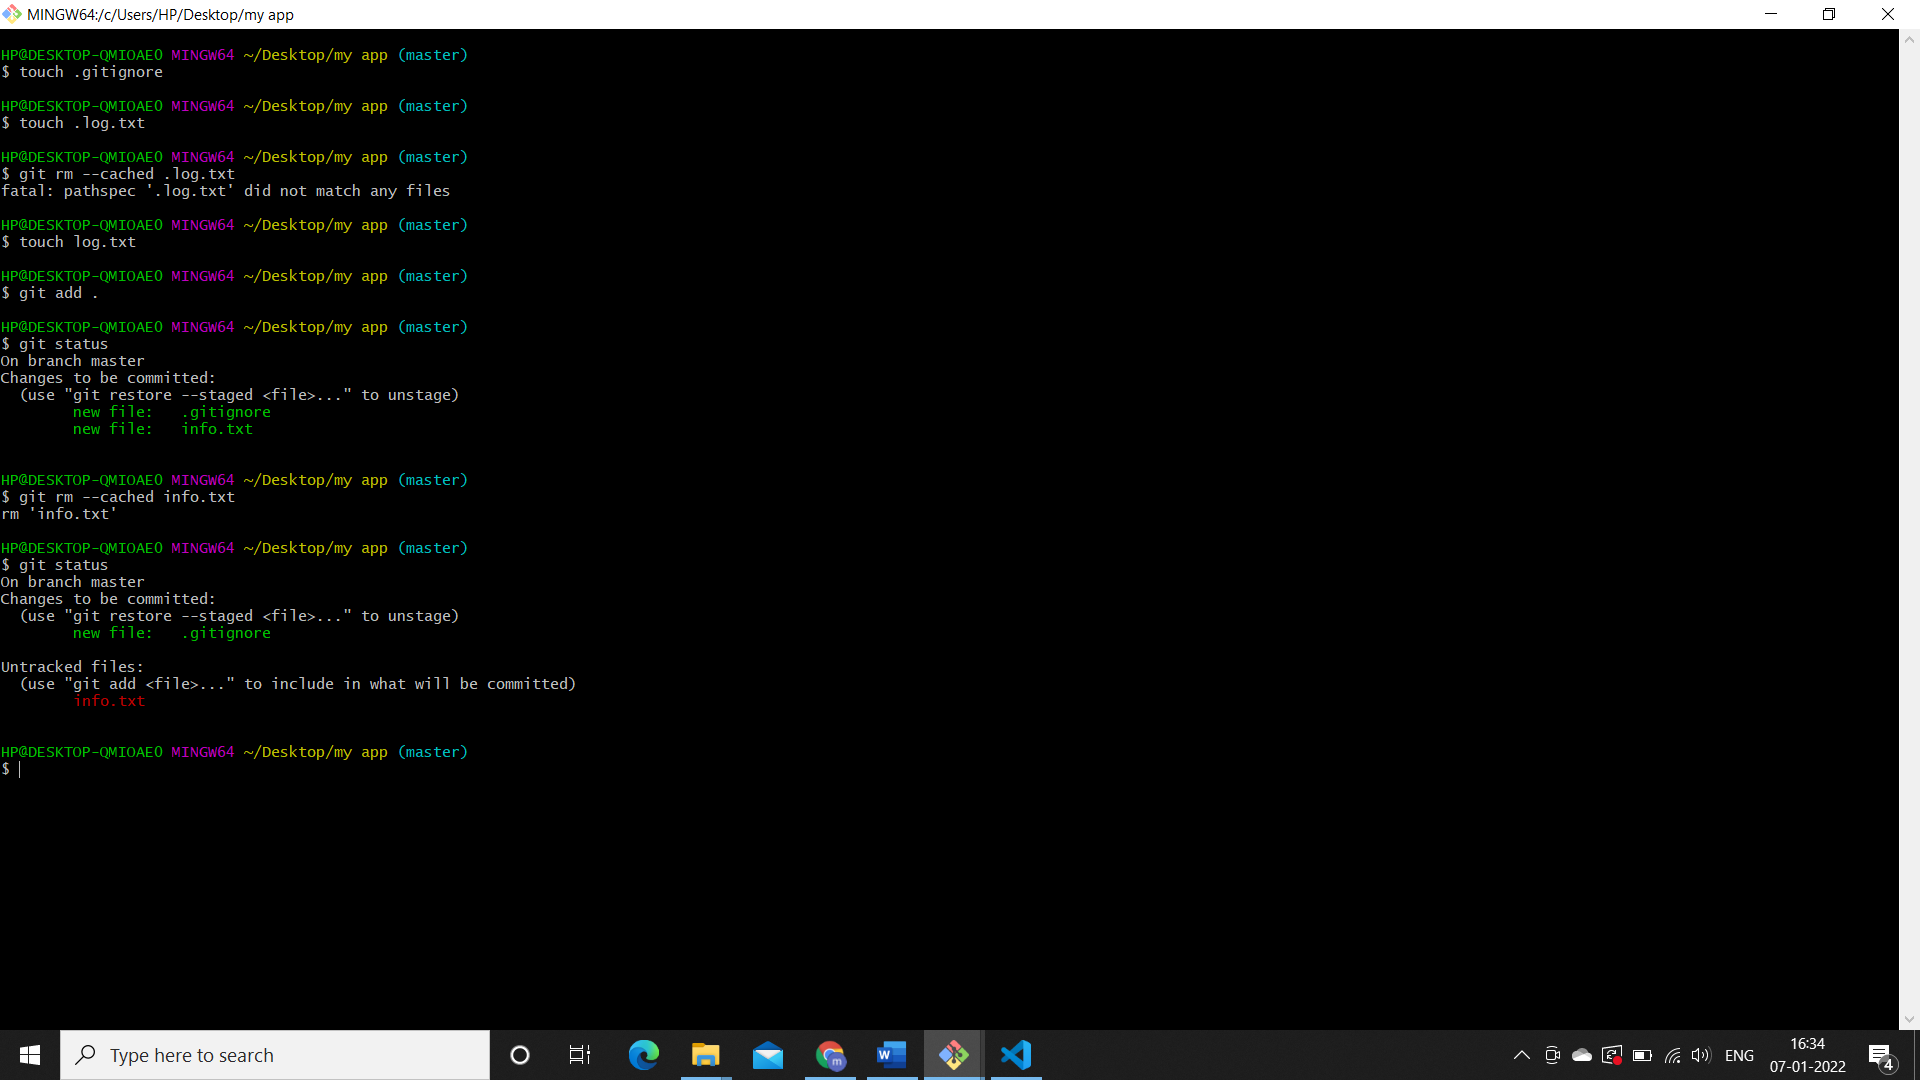 MINGW64:/c/Users/HP/Desktop/my app
HP@DESKTOP-QMIOAEO MINGW64 ~/Desktop/my app (master)
$ touch .gitignore
HP@DESKTOP-QMIOAEO MINGW64 ~/Desktop/my app (master)
$ touch .log.txt
HP@DESKTOP-QMIOAEO MINGW64 ~/Desktop/my app (master)
$ git rm --cached .log.txt
fatal: pathspec '.log.txt' did not match any files
HP@DESKTOP-QMIOAEO MINGW64 ~/Desktop/my app (master)
$ touch log.txt
HP@DESKTOP-QMIOAEO MINGW64 ~/Desktop/my app (master)
$ git add .
HP@DESKTOP-QMIOAEO MINGW64 ~/Desktop/my app (master)
$ git status
On branch master
Changes to be committed:
  (use "git restore --staged <file>..." to unstage)
        new file:   .gitignore
        new file:   info.txt
HP@DESKTOP-QMIOAEO MINGW64 ~/Desktop/my app (master)
$ git rm --cached info.txt
rm 'info.txt'
HP@DESKTOP-QMIOAEO MINGW64 ~/Desktop/my app (master)
$ git status
On branch master
Changes to be committed:
  (use "git restore --staged <file>..." to unstage)
        new file:   .gitignore
Untracked files:
  (use "git add <file>..." to include in what will be committed)
        info.txt
HP@DESKTOP-QMIOAEO MINGW64 ~/Desktop/my app (master)
$
Type here to search
m
W
ENG
16:34
07-01-2022
4